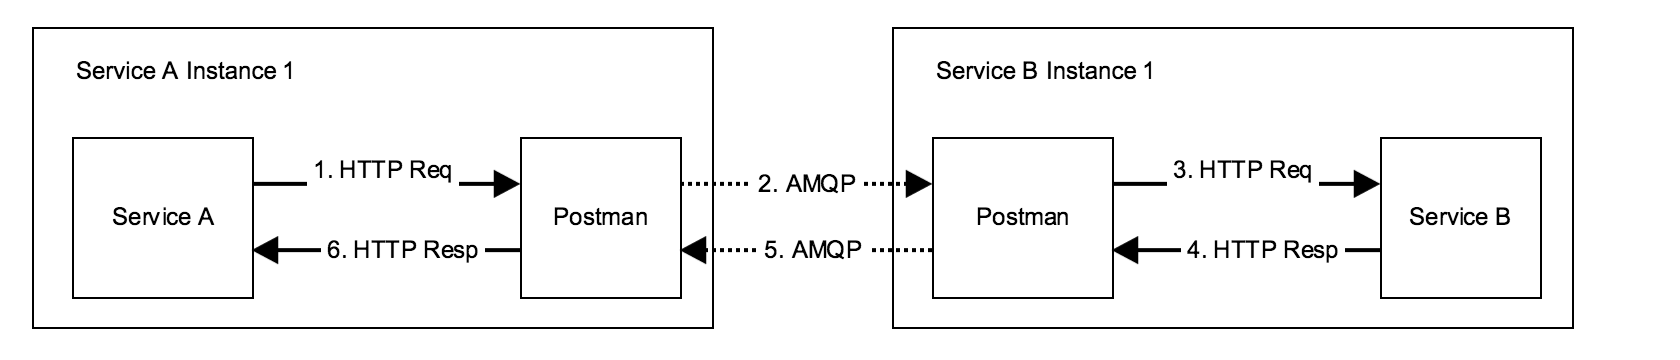 Service A Instance 1
Service B Instance 1
1. HTTP Req
2. AMQP
3. HTTP Req
Service A
Postman
Postman
Service B
6. HTTP Resp
5. AMQP
4. HTTP Resp